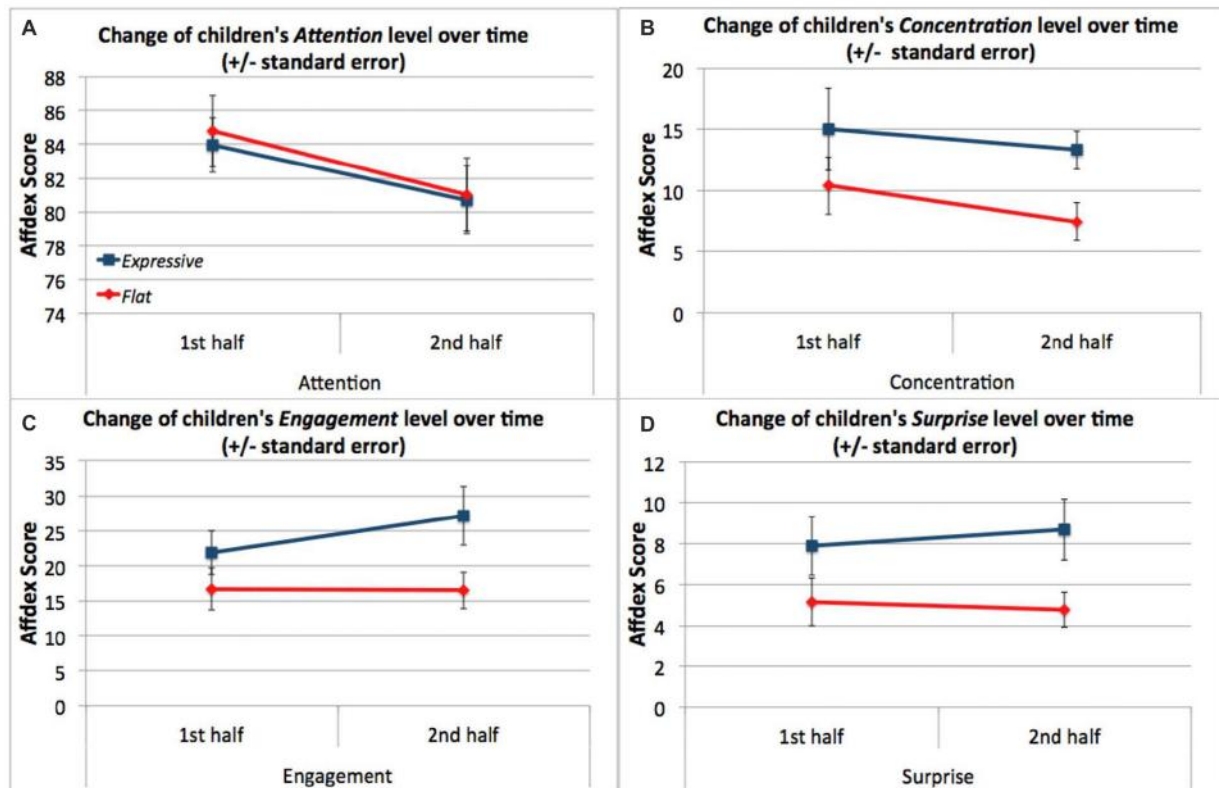 A
Change of children's Attention level over time
(+/- standard error)
Affdex Score
88
86
84
82
80
78
76
74
Expressive
Flat
1st half
2nd half
Attention
B
Change of children's Concentration level over time
(+/- standard error)
Affdex Score
20
15
10
5
0
1st half
2nd half
Concentration
C
Change of children's Engagement level over time
(+/- standard error)
Affdex Score
35
30
25
20
15
10
5
0
1st half
2nd half
Engagement
D
Change of children's Surprise level over time
(+/- standard error)
Affdex Score
12
10
8
6
4
2
0
1st half
2nd half
Surprise